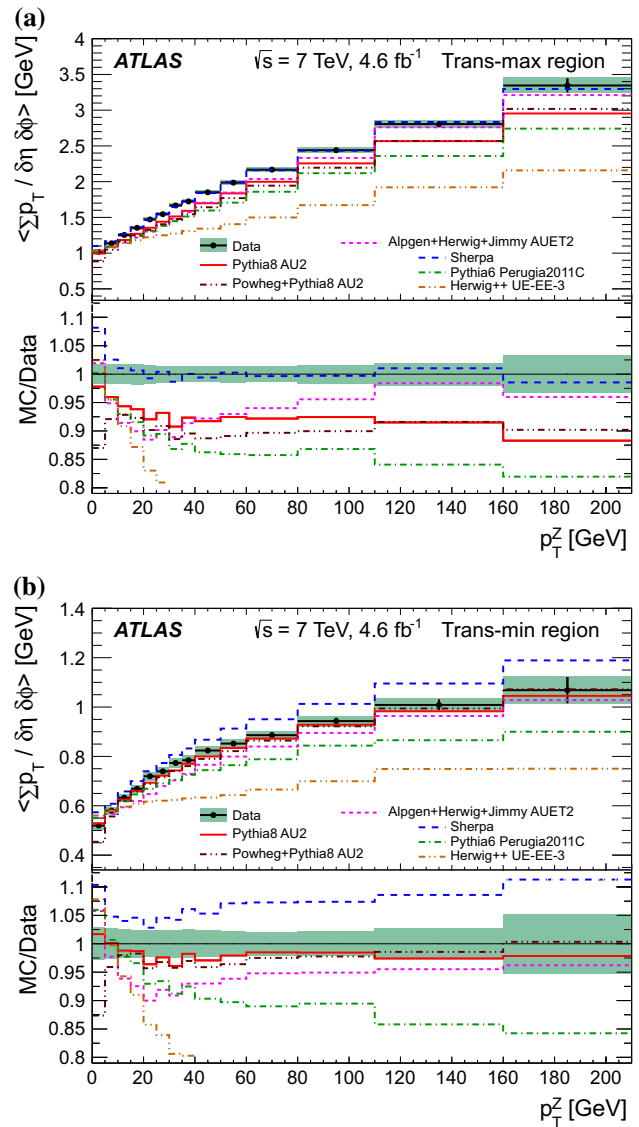 (a)
ATLAS √s = 7 TeV, 4.6 fb⁻¹ Trans-max region
<∑p_T / δη δϕ> [GeV]
4
3.5
3
2.5
2
1.5
1
0.5
Data
Pythia8 AU2
Powheg+Pythia8 AU2
Alpgen+Herwig+Jimmy AUET2
Sherpa
Pythia6 Perugia2011C
Herwig++ UE-EE-3
MC/Data
1.1
1.05
1
0.95
0.9
0.85
0.8
0 20 40 60 80 100 120 140 160 180 200
p_T^Z [GeV]
(b)
ATLAS √s = 7 TeV, 4.6 fb⁻¹ Trans-min region
<∑p_T / δη δϕ> [GeV]
1.4
1.2
1.0
0.8
0.6
0.4
Data
Pythia8 AU2
Powheg+Pythia8 AU2
Alpgen+Herwig+Jimmy AUET2
Sherpa
Pythia6 Perugia2011C
Herwig++ UE-EE-3
MC/Data
1.1
1.05
1
0.95
0.9
0.85
0.8
0 20 40 60 80 100 120 140 160 180 200
p_T^Z [GeV]